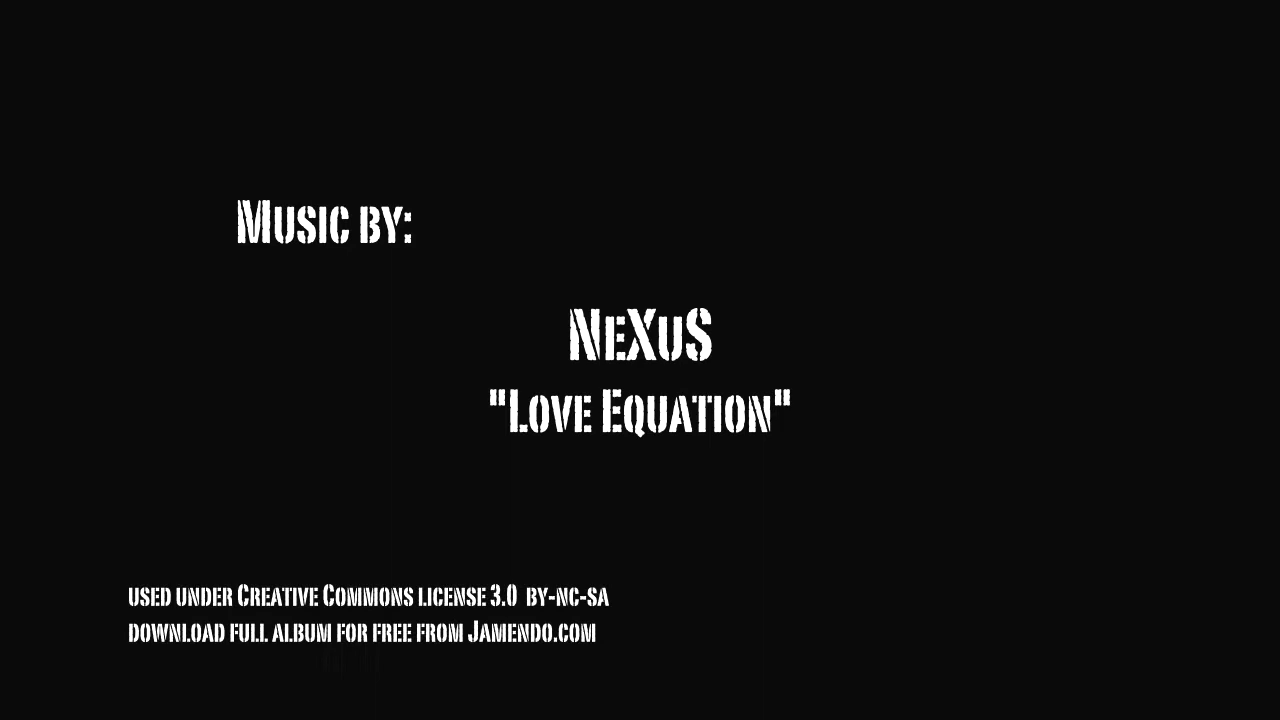 Music by:
NeXuS
"Love Equation"
used under Creative Commons license 3.0 by-nc-sa
download full album for free from Jamendo.com